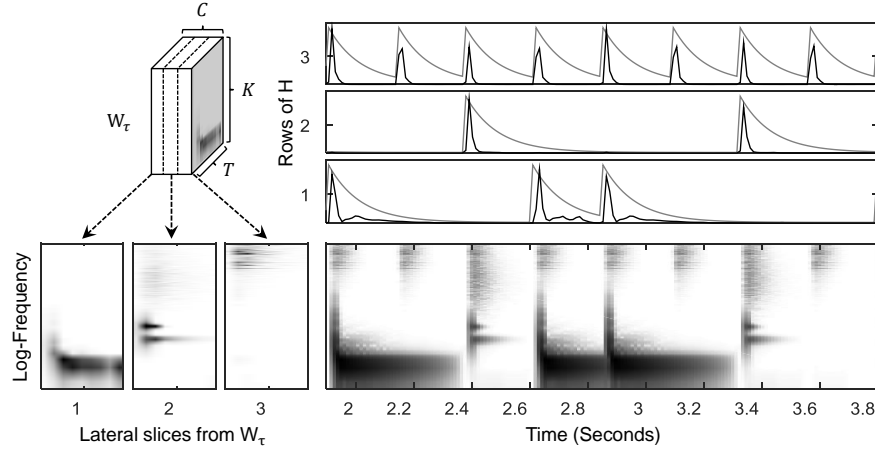 C
K
W_τ
T
Rows of H
3
2
1
Log-Frequency
1 2 3
Lateral slices from W_τ
2 2.2 2.4 2.6 2.8 3 3.2 3.4 3.6 3.8
Time (Seconds)